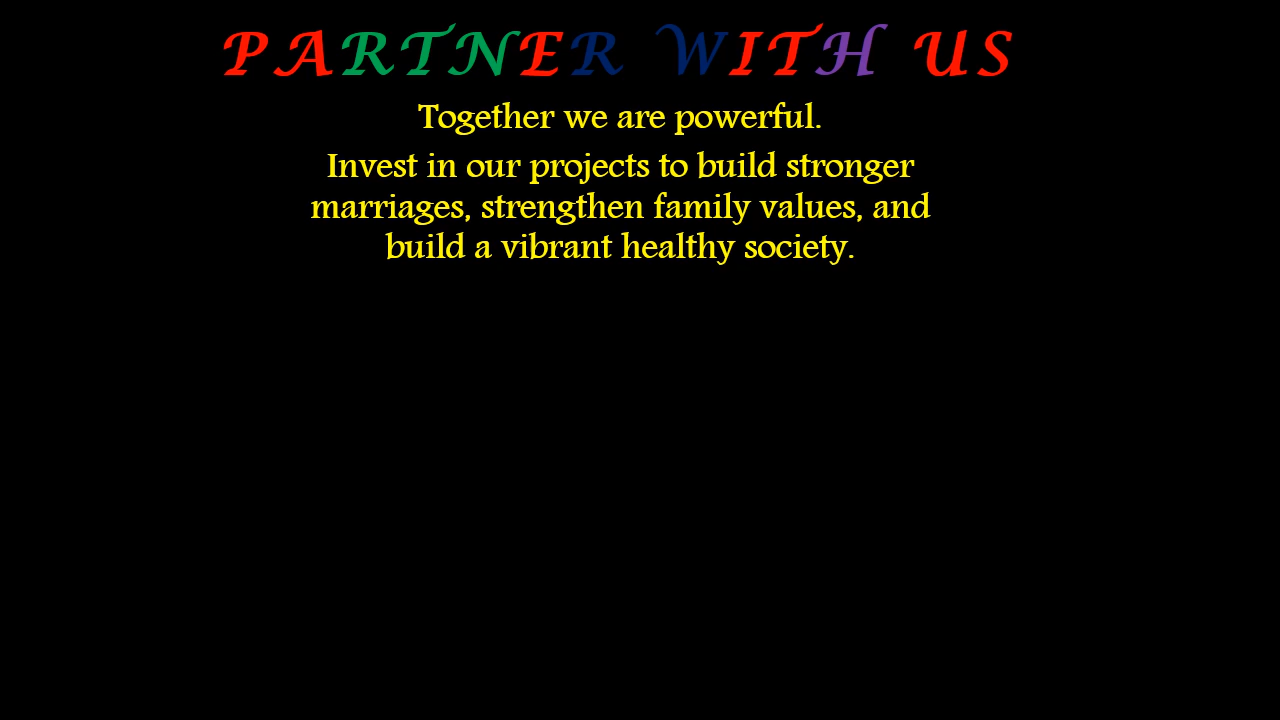 PARTNER WITH US
Together we are powerful.
Invest in our projects to build stronger
marriages, strengthen family values, and
build a vibrant healthy society.